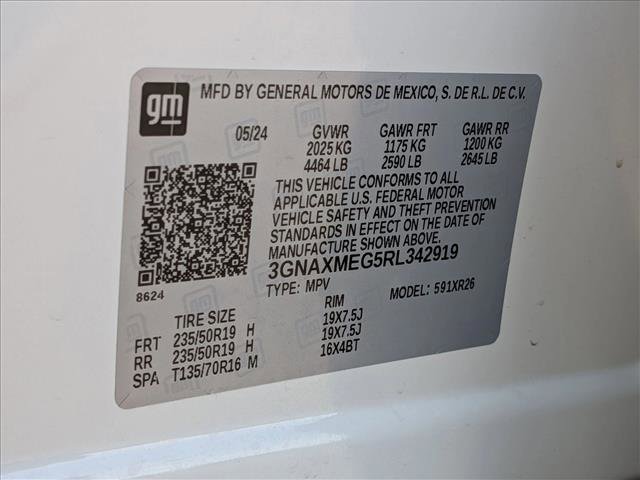 gm
MFD BY GENERAL MOTORS DE MEXICO, S. DE R.L. DE C.V.
05/24 GVWR GAWR FRT GAWR RR
2025 KG 1175 KG 1200 KG
4464 LB 2590 LB 2645 LB
THIS VEHICLE CONFORMS TO ALL
APPLICABLE U.S. FEDERAL MOTOR
VEHICLE SAFETY AND THEFT PREVENTION
STANDARDS IN EFFECT ON THE DATE OF
MANUFACTURE SHOWN ABOVE.
3GNAXMEG5RL342919
8624
TYPE: MPV MODEL: 591XR26
TIRE SIZE RIM
FRT 235/50R19 H 19X7.5J
RR 235/50R19 H 19X7.5J
SPA T135/70R16 M 16X4BT